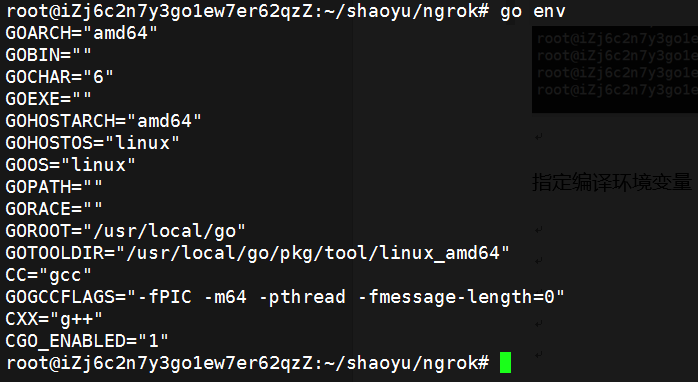 root@iZj6c2n7y3go1ew7er62qzZ:~/shaoyu/ngrok# go env
GOARCH="amd64"
GOBIN=""
GOCHAR="6"
GOEXE=""
GOHOSTARCH="amd64"
GOHOSTOS="linux"
GOOS="linux"
GOPATH=""
GORACE=""
GOROOT="/usr/local/go"
GOTOOLDIR="/usr/local/go/pkg/tool/linux_amd64"
CC="gcc"
GOGCCFLAGS="-fPIC -m64 -pthread -fmessage-length=0"
CXX="g++"
CGO_ENABLED="1"
root@iZj6c2n7y3go1ew7er62qzZ:~/shaoyu/ngrok#
root@iZj6c2n7y3go1e
root@iZj6c2n7y3go1e
root@iZj6c2n7y3go1e
root@iZj6c2n7y3go1e
指定编译环境变量